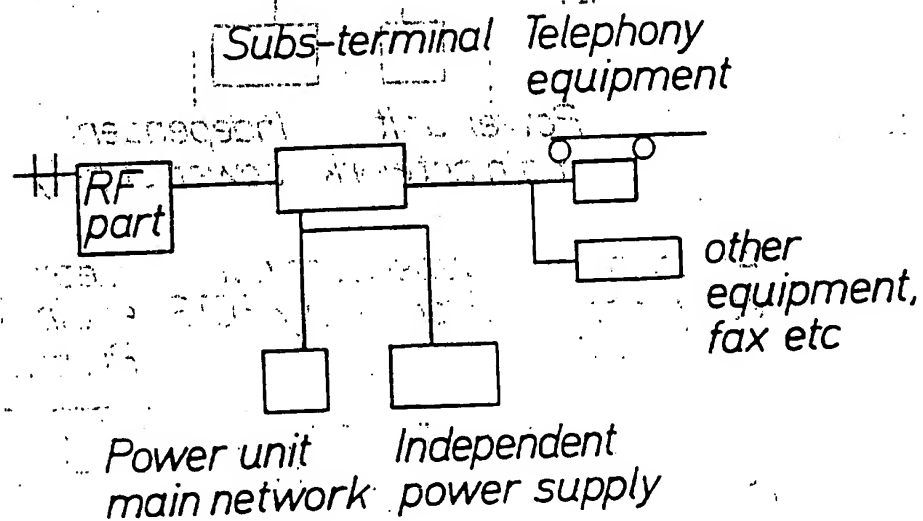 Subs-terminal
Telephony
equipment
RF
part
other
equipment,
fax etc
Power unit
main network
Independent
power supply